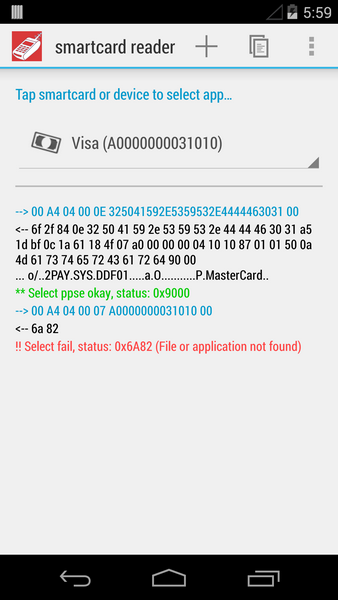 5:59
smartcard reader
Tap smartcard or device to select app...
Visa (A0000000031010)
--> 00 A4 04 00 0E 325041592E5359532E4444463031 00
<-- 6f 2f 84 0e 32 50 41 59 2e 53 59 53 2e 44 44 46 30 31 a5
1d bf 0c 1a 61 18 4f 07 a0 00 00 00 04 10 10 87 01 01 50 0a
4d 61 73 74 65 72 43 61 72 64 90 00
... o/..2PAY.SYS.DDF01.....a.O...........P.MasterCard..
** Select ppse okay, status: 0x9000
--> 00 A4 04 00 07 A0000000031010 00
<-- 6a 82
!! Select fail, status: 0x6A82 (File or application not found)